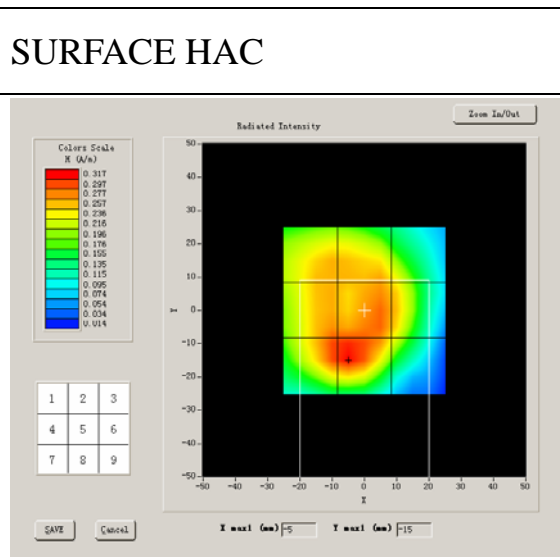 SURFACE HAC
Zoom In/Out
Radiated Intensity
Colors Scale
H (A/m)
0.317
0.297
0.277
0.257
0.236
0.216
0.196
0.176
0.155
0.135
0.115
0.095
0.074
0.054
0.034
0.014
50
40
30
20
10
0
-10
-20
-30
-40
-50
Y
-50 -40 -30 -20 -10 0 10 20 30 40 50
X
1 2 3
4 5 6
7 8 9
SAVE Cancel
X maxi (mm) -5 Y maxi (mm) -15